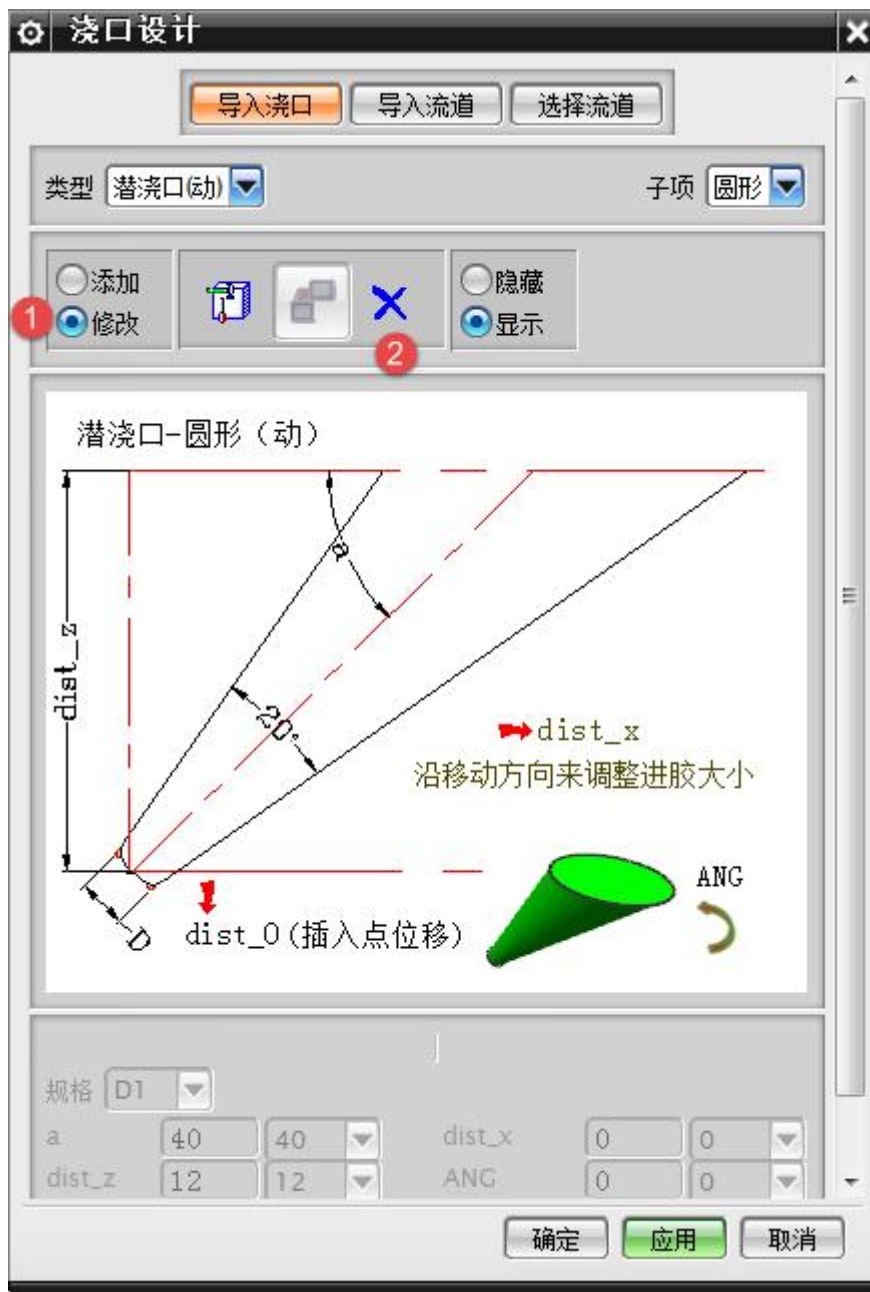 浇口设计
导入浇口 导入流道 选择流道
类型 潜浇口(动) 子项 圆形
添加 隐藏
1 修改 2 显示
潜浇口-圆形（动）
a
dist_z
20°
dist_x
沿移动方向来调整进胶大小
ANG
D dist_0(插入点位移)
规格 D1
a 40 40 dist_x 0 0
dist_z 12 12 ANG 0 0
确定 应用 取消